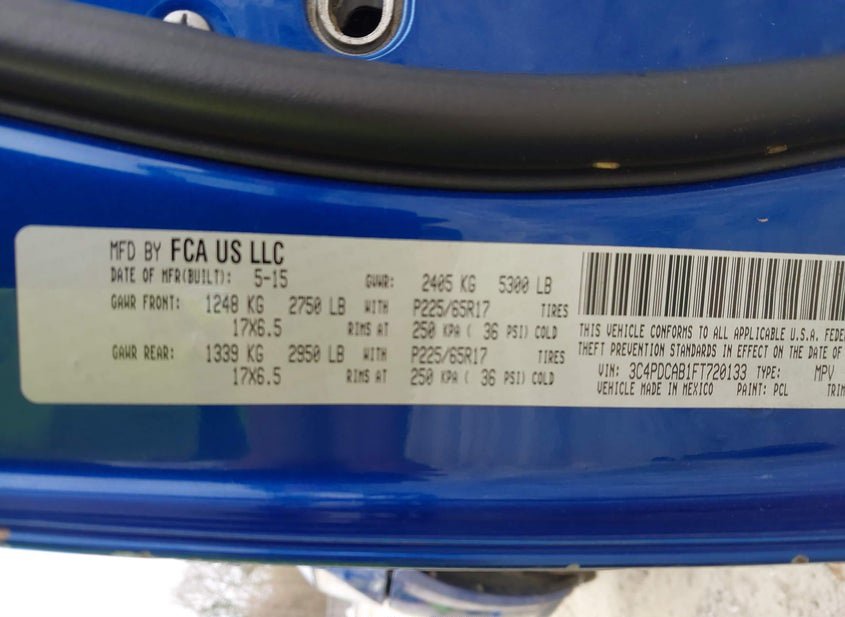 MFD BY FCA US LLC
DATE OF MFR(BUILT): 5-15 GVWR: 2405 KG 5300 LB
GAWR FRONT: 1248 KG 2750 LB WITH P225/65R17 TIRES
17X6.5 RIMS AT 250 KPA ( 36 PSI) COLD
GAWR REAR: 1339 KG 2950 LB WITH P225/65R17 TIRES
17X6.5 RIMS AT 250 KPA ( 36 PSI) COLD
THIS VEHICLE CONFORMS TO ALL APPLICABLE U.S.A. FEDE
THEFT PREVENTION STANDARDS IN EFFECT ON THE DATE OF
VIN: 3C4PDCAB1FT720133 TYPE: MPV
VEHICLE MADE IN MEXICO PAINT: PCL TRIM